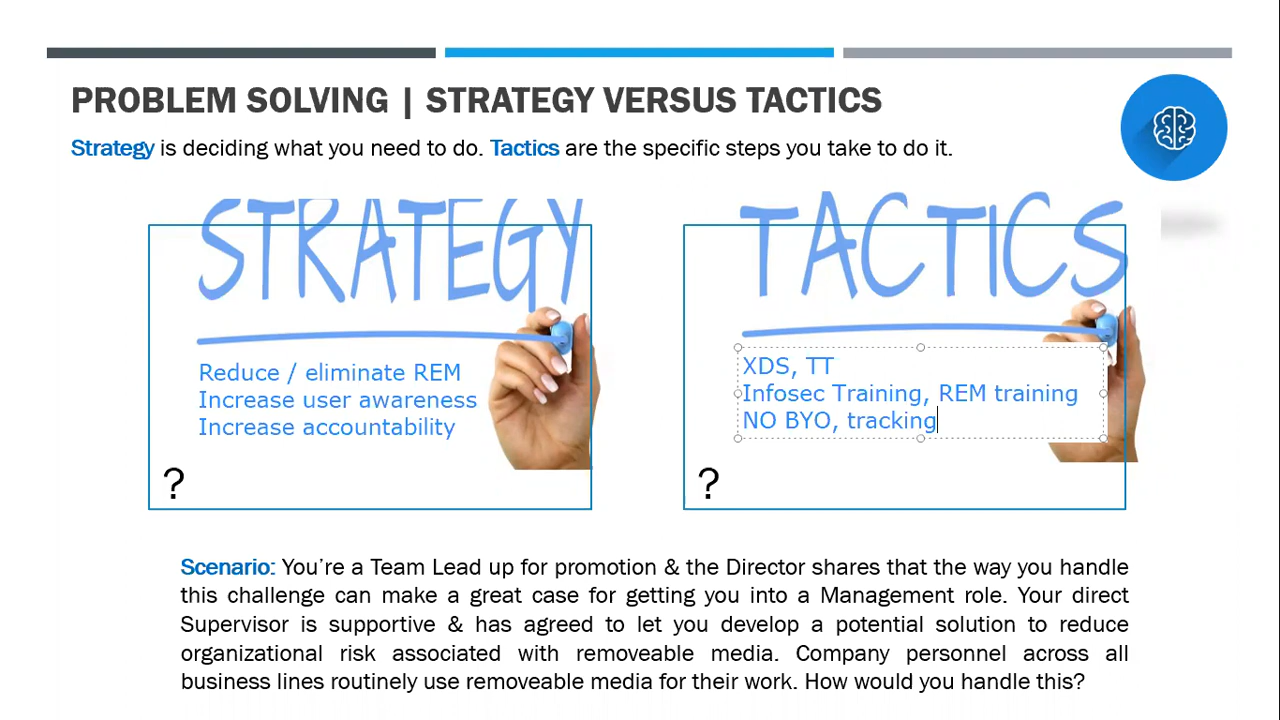 PROBLEM SOLVING | STRATEGY VERSUS TACTICS
Strategy is deciding what you need to do. Tactics are the specific steps you take to do it.
STRATEGY
Reduce / eliminate REM
Increase user awareness
Increase accountability
?
TACTICS
XDS, TT
Infosec Training, REM training
NO BYO, tracking
?
Scenario: You’re a Team Lead up for promotion & the Director shares that the way you handle
this challenge can make a great case for getting you into a Management role. Your direct
Supervisor is supportive & has agreed to let you develop a potential solution to reduce
organizational risk associated with removeable media. Company personnel across all
business lines routinely use removeable media for their work. How would you handle this?